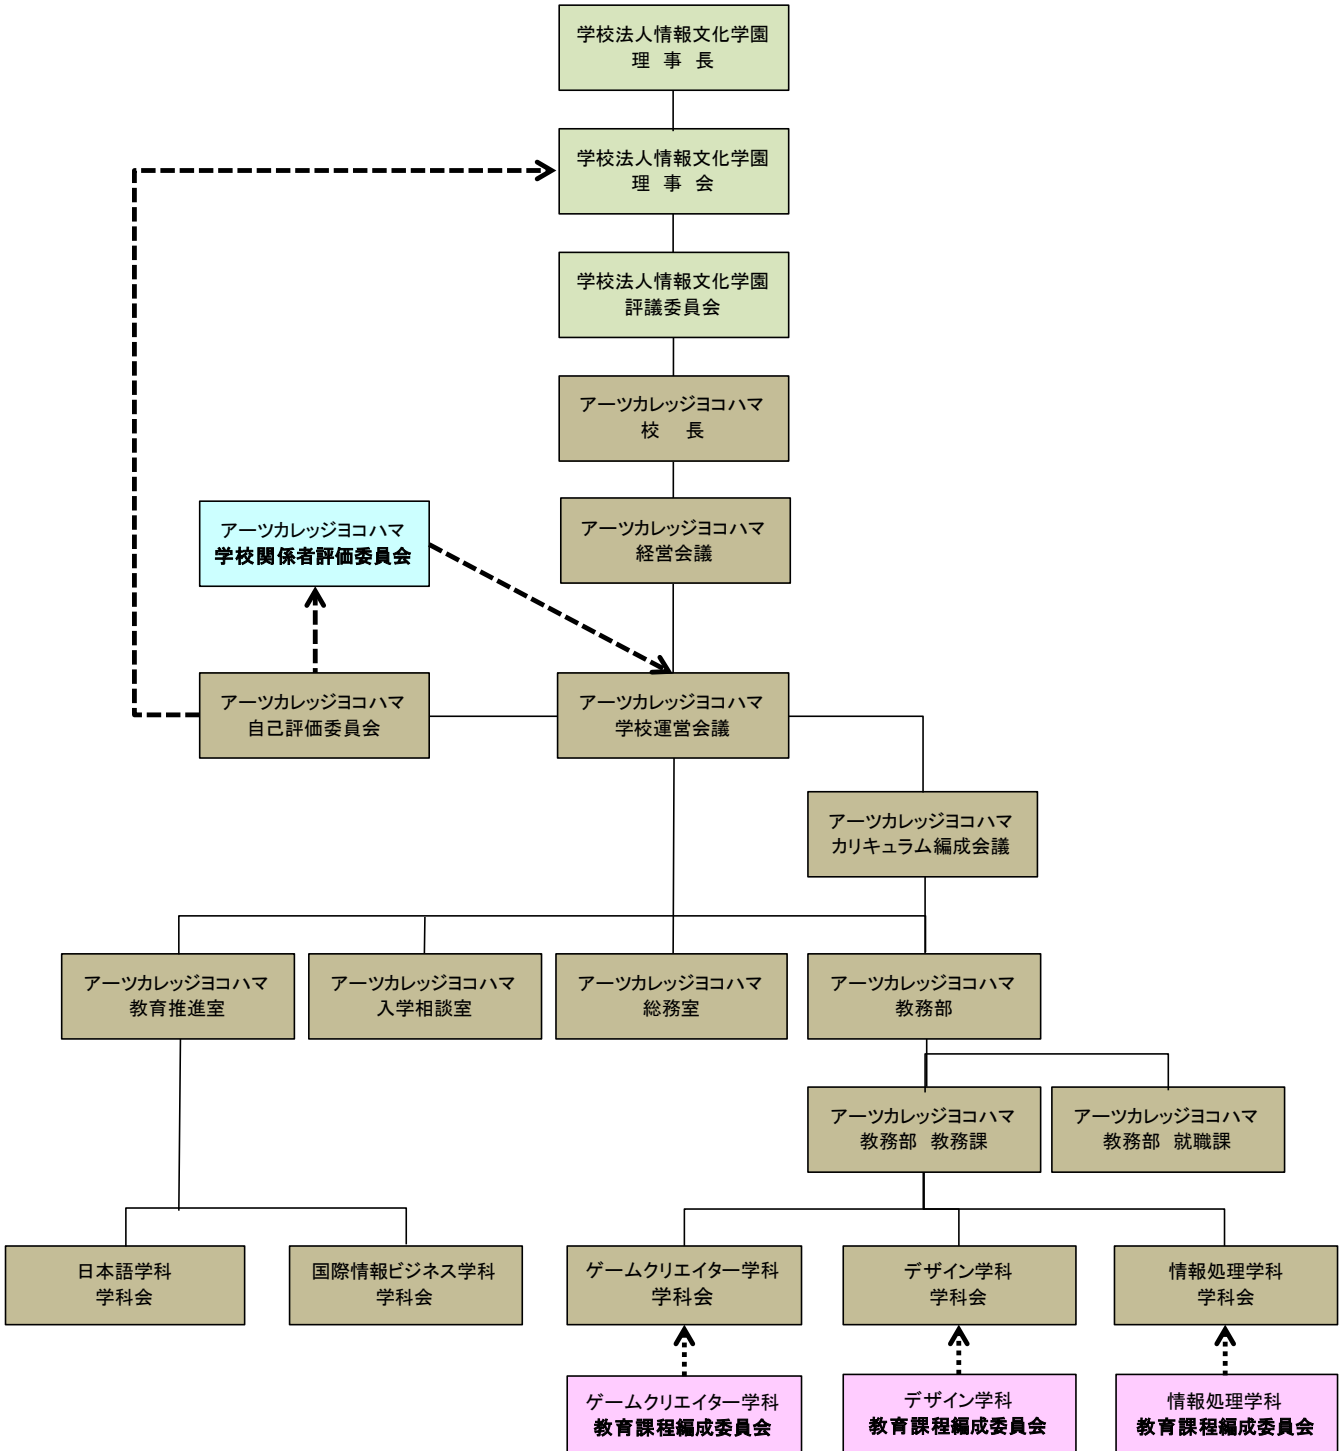 学校法人情報文化学園
理 事 長
学校法人情報文化学園
理 事 会
学校法人情報文化学園
評議委員会
アーツカレッジヨコハマ
校 長
アーツカレッジヨコハマ
学校関係者評価委員会
アーツカレッジヨコハマ
経営会議
アーツカレッジヨコハマ
自己評価委員会
アーツカレッジヨコハマ
学校運営会議
アーツカレッジヨコハマ
カリキュラム編成会議
アーツカレッジヨコハマ
教育推進室
アーツカレッジヨコハマ
入学相談室
アーツカレッジヨコハマ
総務室
アーツカレッジヨコハマ
教務部
アーツカレッジヨコハマ
教務部 教務課
アーツカレッジヨコハマ
教務部 就職課
日本語学科
学科会
国際情報ビジネス学科
学科会
ゲームクリエイター学科
学科会
デザイン学科
学科会
情報処理学科
学科会
ゲームクリエイター学科
教育課程編成委員会
デザイン学科
教育課程編成委員会
情報処理学科
教育課程編成委員会